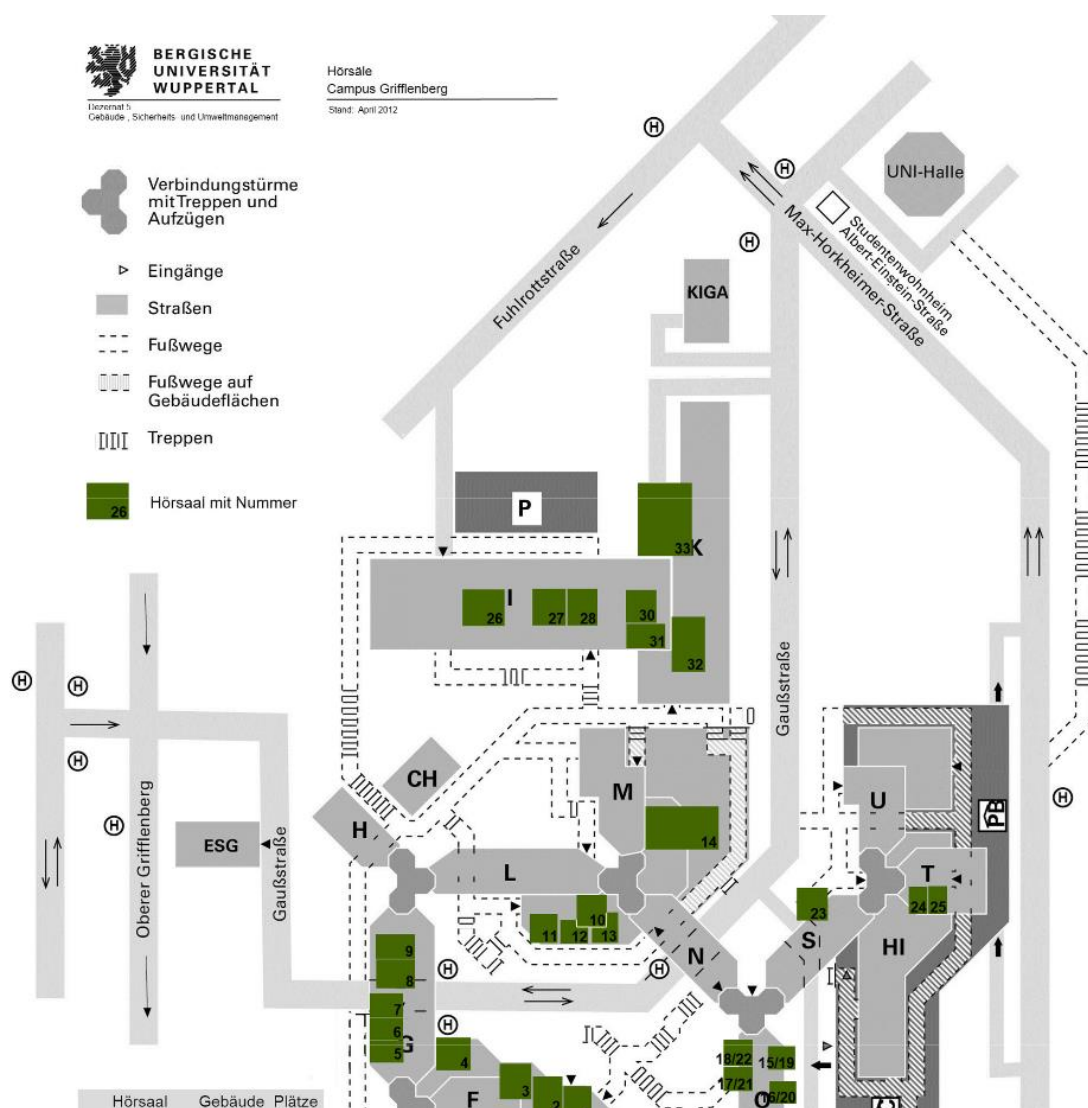 BERGISCHE
UNIVERSITÄT
WUPPERTAL
Dezernat 5
Gebäude , Sicherheits- und Umweltmanagement
Hörsäle
Campus Grifflenberg
Stand: April 2012
Verbindungstürme
mit Treppen und
Aufzügen
Eingänge
Straßen
Fußwege
Fußwege auf
Gebäudeflächen
Treppen
26
Hörsaal mit Nummer
H
H
H
UNI-Halle
Studentenwohnheim
Albert-Einstein-Straße
Max-Horkheimer-Straße
Fuhlrottstraße
KIGA
P
33
K
I
26
27
28
30
31
32
Gaußstraße
H
H
H
H
H
Oberer Grifflenberg
ESG
Gaußstraße
CH
H
M
14
U
PB
L
T
10
11
12
13
23
24
25
N
S
HI
9
8
7
6
5
G
H
H
H
4
3
2
F
18/22
17/21
15/19
16/20
O
Hörsaal Gebäude Plätze